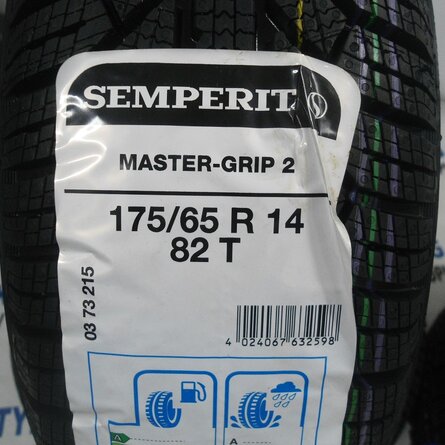 SEMPERIT
MASTER-GRIP 2
175/65 R 14
82 T
03 73 215
4 024067 632598
A
A